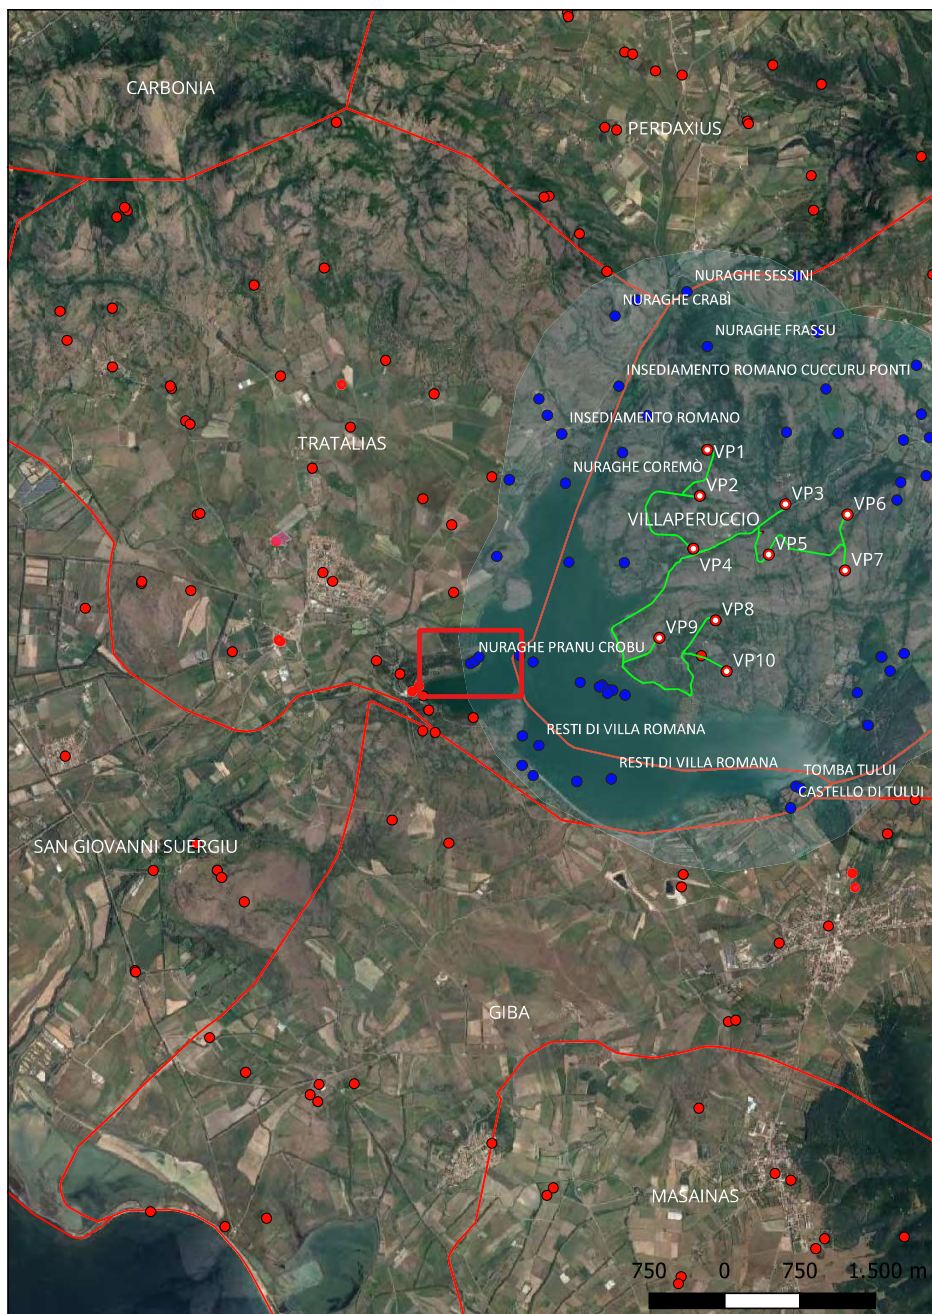 CARBONIA
PERDAXIUS
NURAGHE SESSINI
NURAGHE CRABÌ
NURAGHE FRASSU
INSEDIAMENTO ROMANO CUCCURU PONTI
INSEDIAMENTO ROMANO
TRATALIAS
VP1
NURAGHE COREMÒ
VP2
VP3
VP6
VILLAPERUCCIO
VP5
VP4
VP7
VP8
VP9
NURAGHE PRANU CROBU
VP10
RESTI DI VILLA ROMANA
RESTI DI VILLA ROMANA
TOMBA TULUI
CASTELLO DI TULUI
SAN GIOVANNI SUERGIU
GIBA
MASAINAS
750 0 750 1.500 m